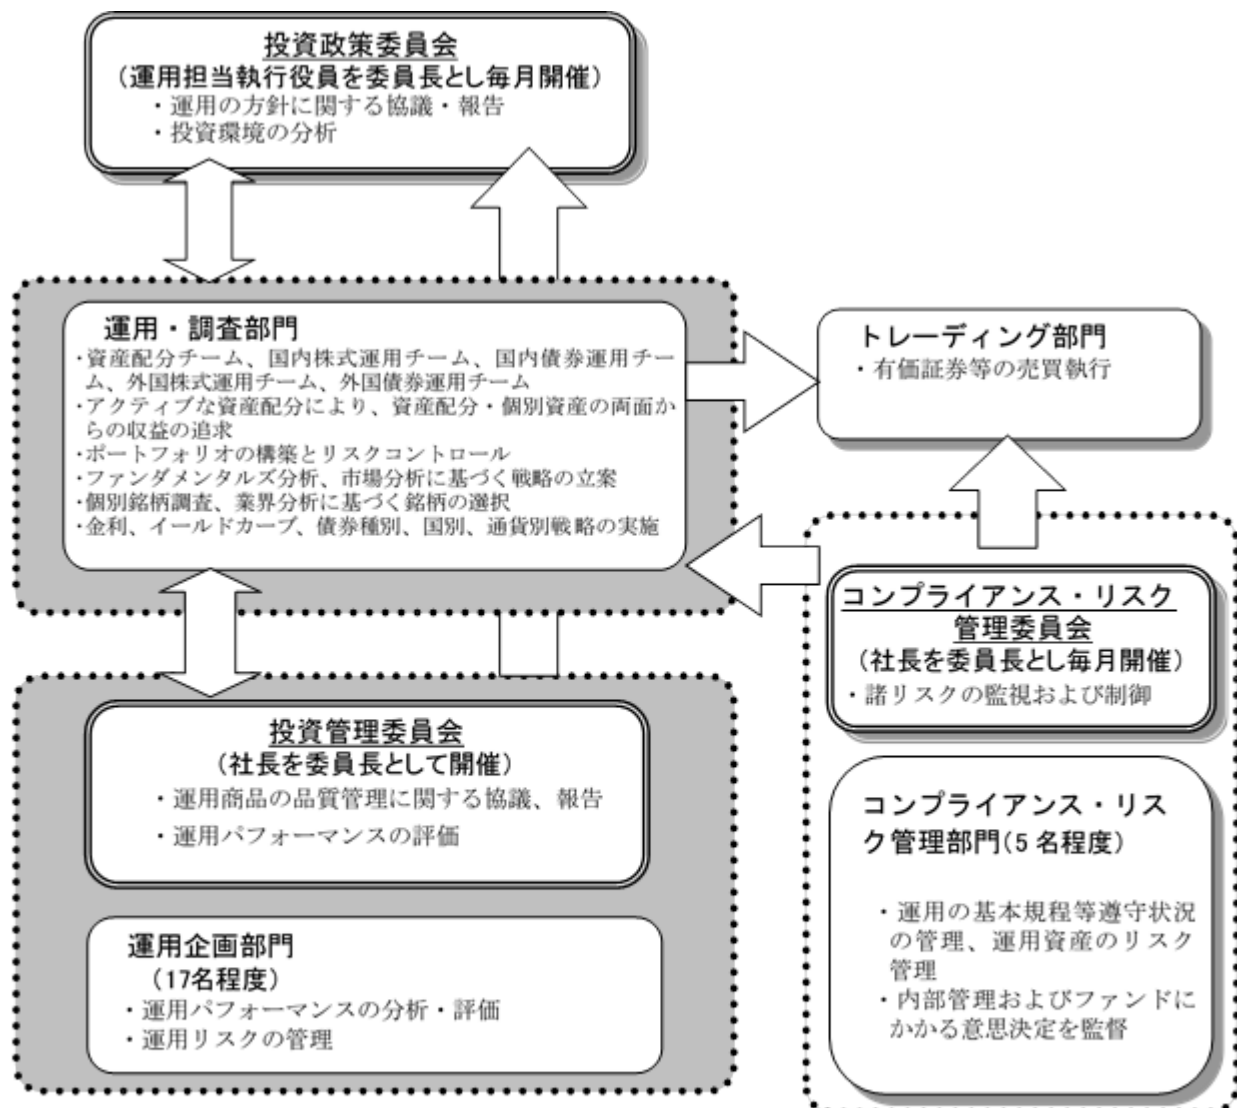 投資政策委員会
(運用担当執行役員を委員長とし毎月開催)
・運用の方針に関する協議・報告
・投資環境の分析
運用・調査部門
・資産配分チーム、国内株式運用チーム、国内債券運用チー
ム、外国株式運用チーム、外国債券運用チーム
・アクティブな資産配分により、資産配分・個別資産の両面か
らの収益の追求
・ポートフォリオの構築とリスクコントロール
・ファンダメンタルズ分析、市場分析に基づく戦略の立案
・個別銘柄調査、業界分析に基づく銘柄の選択
・金利、イールドカーブ、債券種別、国別、通貨別戦略の実施
トレーディング部門
・有価証券等の売買執行
コンプライアンス・リスク
管理委員会
(社長を委員長とし毎月開催)
・諸リスクの監視および制御
投資管理委員会
(社長を委員長として開催)
・運用商品の品質管理に関する協議、報告
・運用パフォーマンスの評価
コンプライアンス・リス
ク管理部門(5名程度)
・運用の基本規程等遵守状況
の管理、運用資産のリスク
管理
・内部管理およびファンドに
かかる意思決定を監督
運用企画部門
(17名程度)
・運用パフォーマンスの分析・評価
・運用リスクの管理